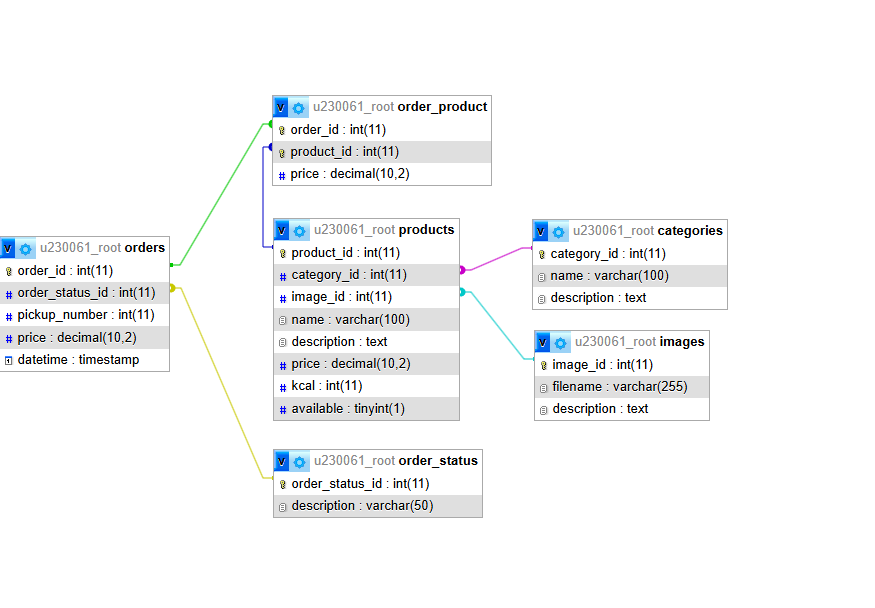 u230061_root order_product
order_id : int(11)
product_id : int(11)
price : decimal(10,2)
u230061_root products
product_id : int(11)
category_id : int(11)
image_id : int(11)
name : varchar(100)
description : text
price : decimal(10,2)
kcal : int(11)
available : tinyint(1)
u230061_root categories
category_id : int(11)
name : varchar(100)
description : text
u230061_root orders
order_id : int(11)
order_status_id : int(11)
pickup_number : int(11)
price : decimal(10,2)
datetime : timestamp
u230061_root images
image_id : int(11)
filename : varchar(255)
description : text
u230061_root order_status
order_status_id : int(11)
description : varchar(50)